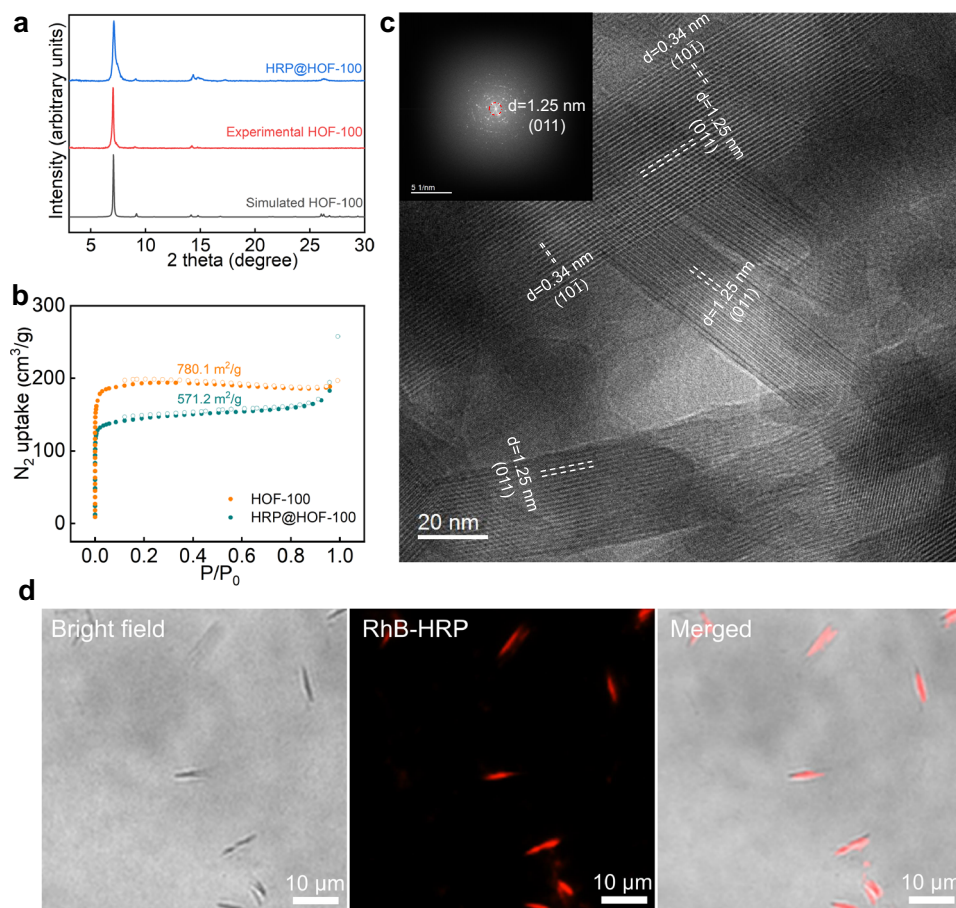 a
Intensity (arbitrary units)
HRP@HOF-100
Experimental HOF-100
Simulated HOF-100
5 10 15 20 25 30
2 theta (degree)
b
N₂ uptake (cm³/g)
300
200
100
0
780.1 m²/g
571.2 m²/g
HOF-100
HRP@HOF-100
0.0 0.2 0.4 0.6 0.8 1.0
P/P₀
c
d=1.25 nm
(011)
5 1/nm
d=0.34 nm
(101̄)
d=1.25 nm
(011)
d=0.34 nm
(101̄)
d=1.25 nm
(011)
d=1.25 nm
(011)
20 nm
d
Bright field
10 μm
RhB-HRP
10 μm
Merged
10 μm